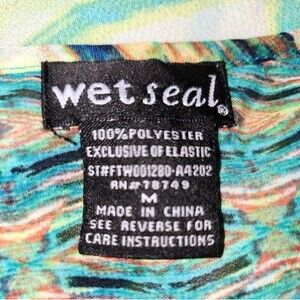 wet seal®
100% POLYESTER
EXCLUSIVE OF ELASTIC
ST#FTW001280-A4202
RN#78749
M
MADE IN CHINA
SEE REVERSE FOR
CARE INSTRUCTIONS